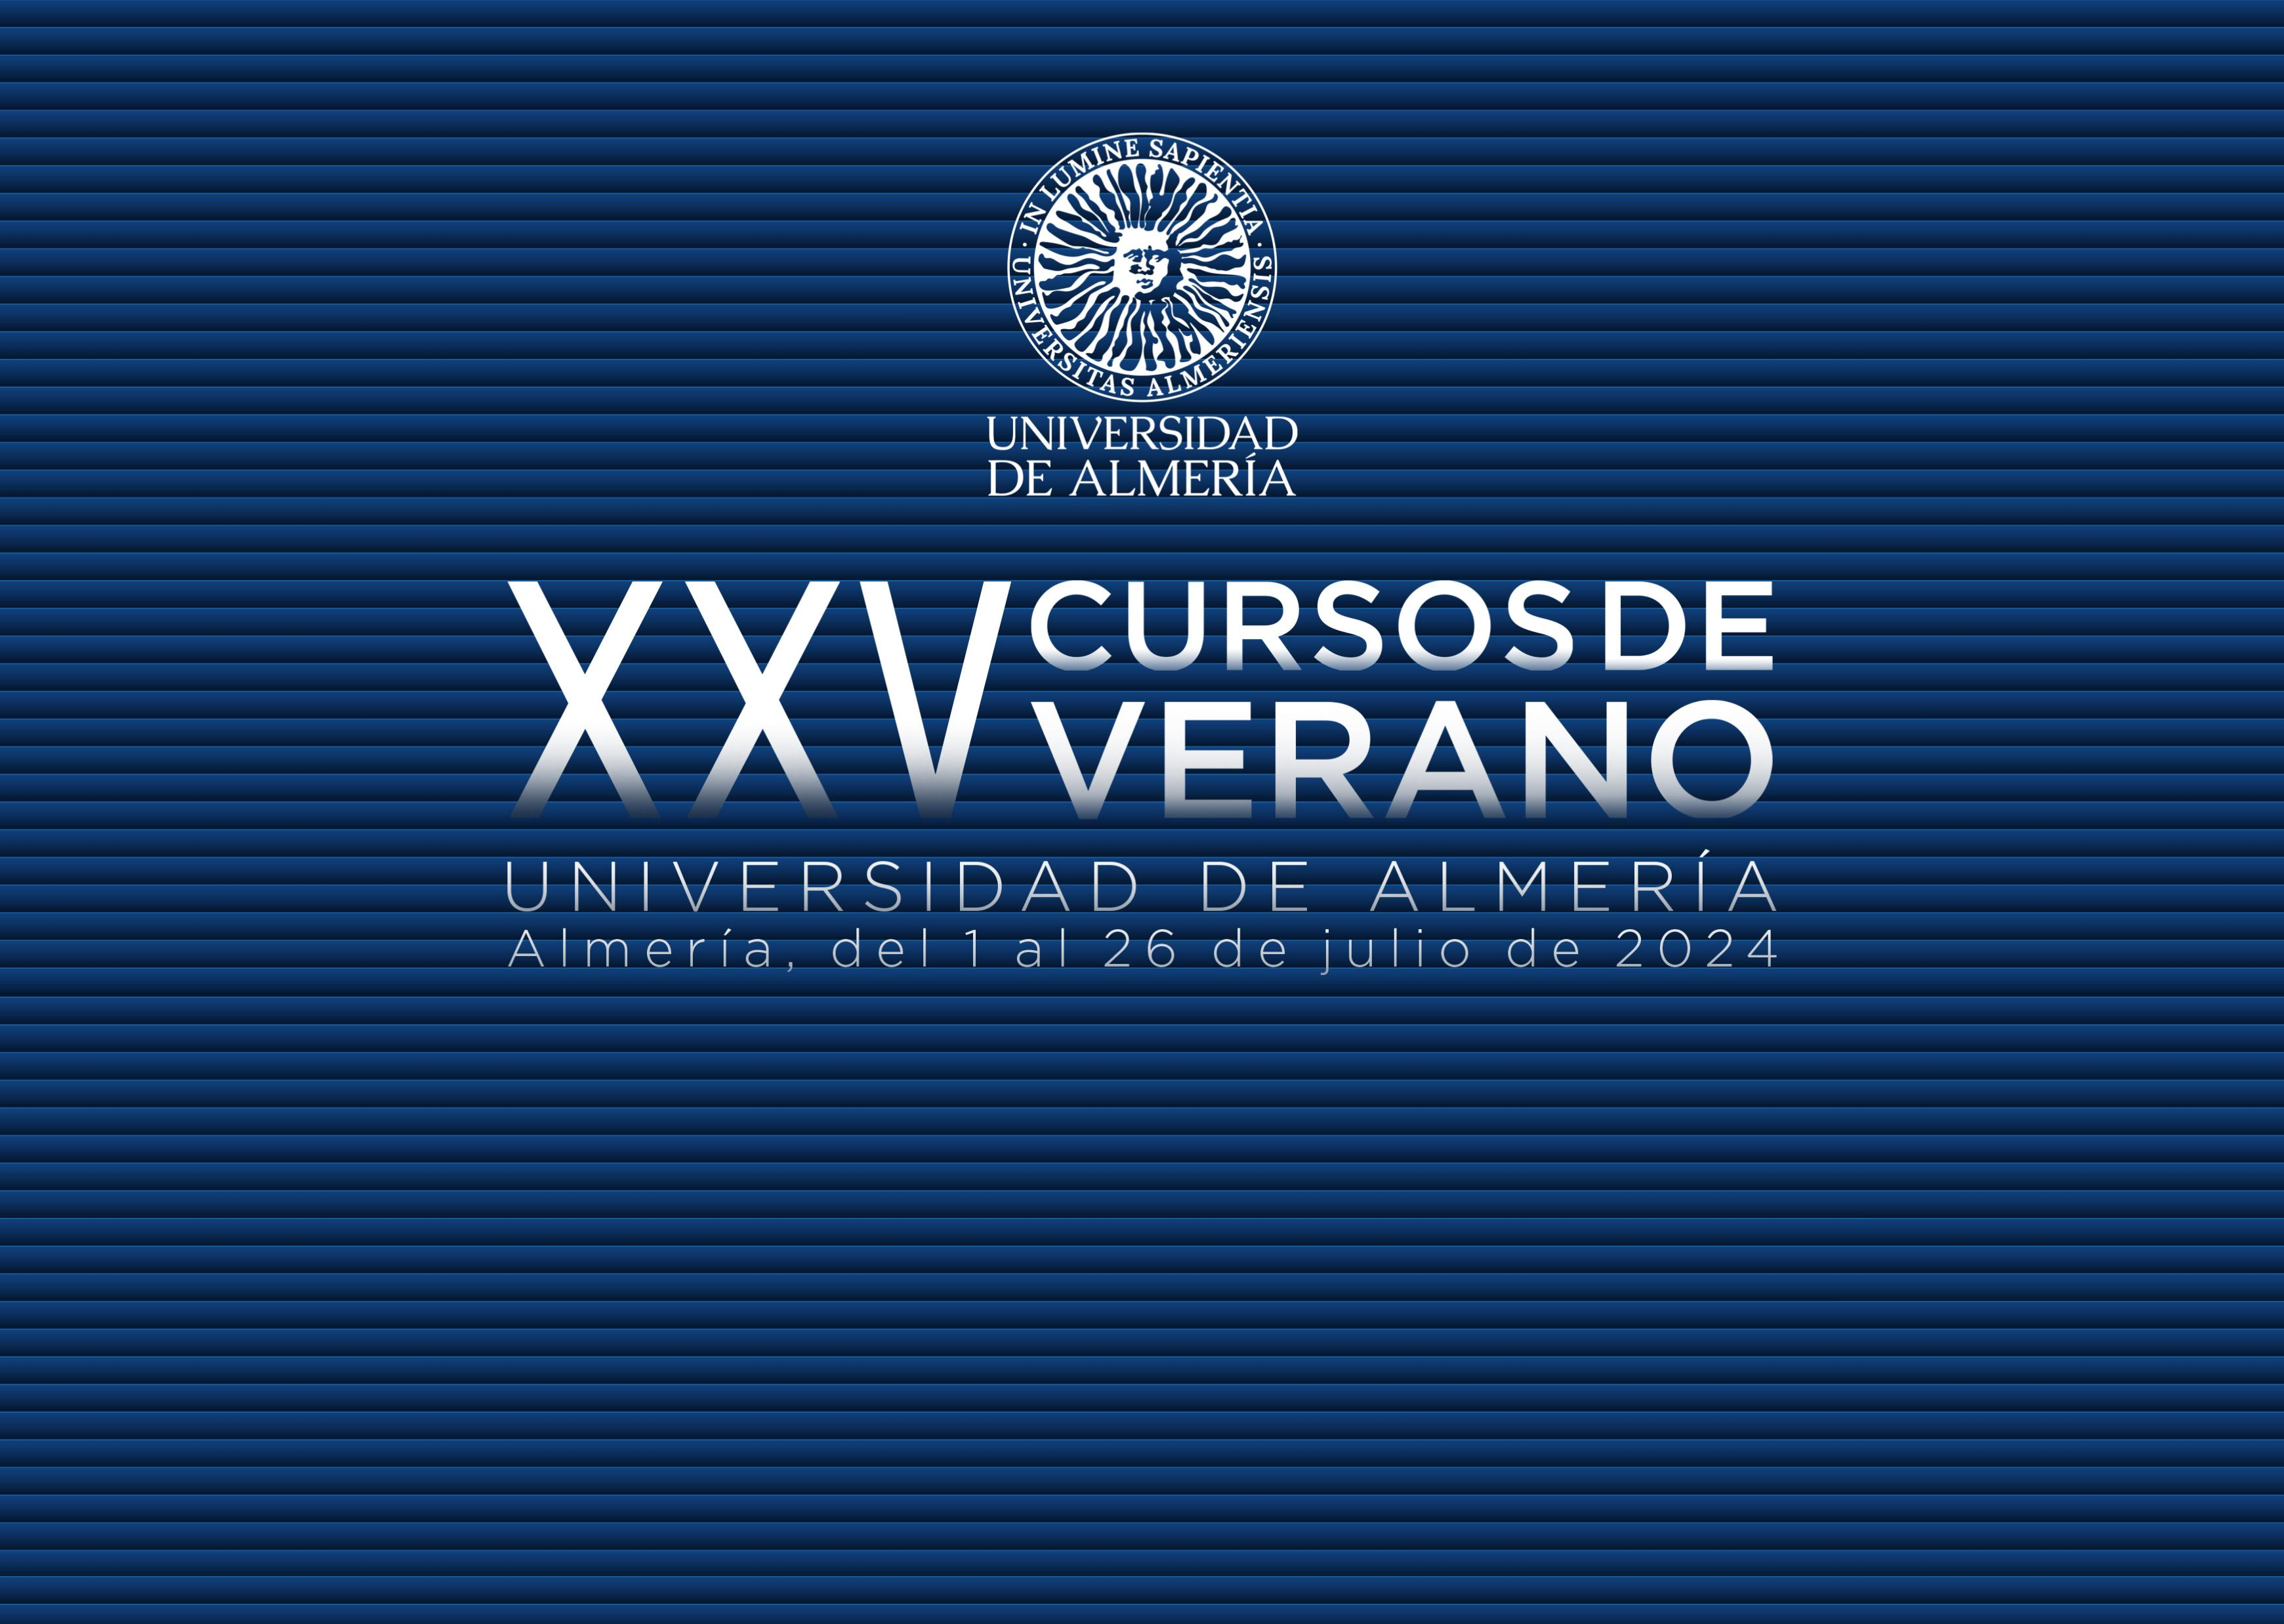 · IN LUMINE SAPIENTIA ·
UNIVERSITAS ALMERIENSIS
UNIVERSIDAD
DE ALMERÍA
XXV CURSOS DE
VERANO
UNIVERSIDAD DE ALMERÍA
Almería, del 1 al 26 de julio de 2024